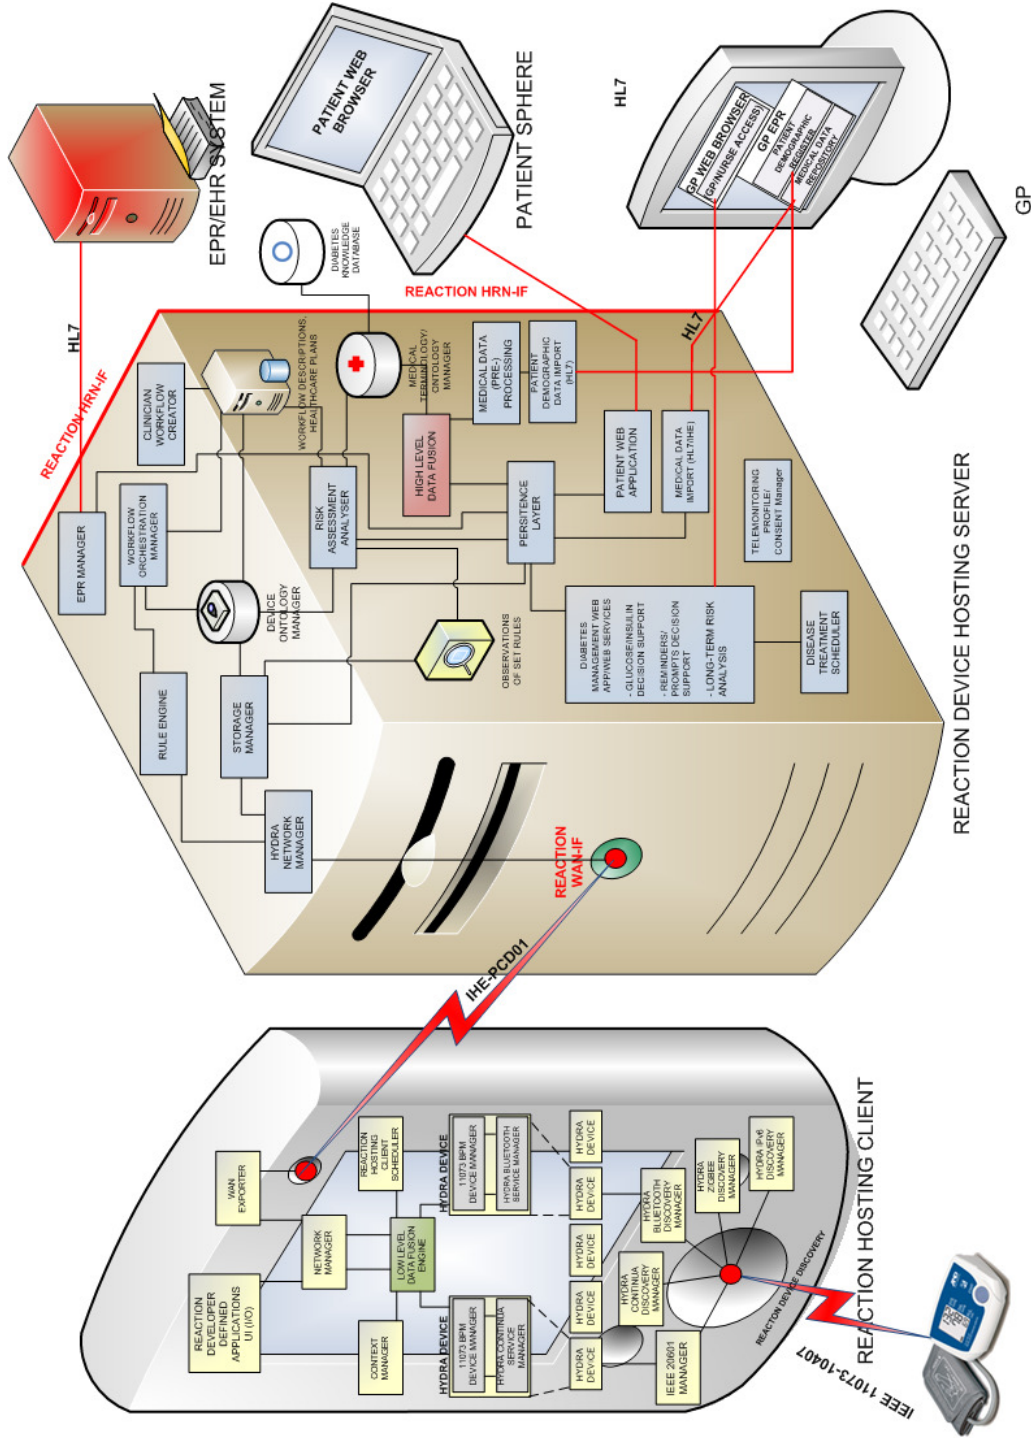 EPR/EHR SYSTEM
HL7
REACTION HRN-IF
PATIENT WEB
BROWSER
PATIENT SPHERE
REACTION HRN-IF
HL7
GP WEB BROWSER
(GP/NURSE ACCESS)
GP EPR
PATIENT
DEMOGRAPHIC
REGISTER
MEDICAL DATA
REPOSITORY
GP
HL7
DIABETES
KNOWLEDGE
DATABASE
CLINICIAN
WORKFLOW
CREATOR
WORKFLOW DESCRIPTIONS,
HEALTHCARE PLANS
MEDICAL
TERMINOLOGY/
ONTOLOGY
MANAGER
MEDICAL DATA
(PRE-)
PROCESSING
PATIENT
DEMOGRAPHIC
DATA IMPORT
(HL7)
EPR MANAGER
WORKFLOW
ORCHESTRATION
MANAGER
RISK
ASSESSMENT
ANALYSER
HIGH LEVEL
DATA FUSION
PERSITENCE
LAYER
PATIENT WEB
APPLICATION
MEDICAL DATA
IMPORT (HL7/IHE)
TELEMONITORING
PROFILE/
CONSENT Manager
DEVICE
ONTOLOGY
MANAGER
OBSERVATIONS
OF SET RULES
RULE ENGINE
STORAGE
MANAGER
HYDRA
NETWORK
MANAGER
DIABETES
MANAGEMENT WEB
APP/WEB SERVICES
- GLUCOSE/INSULIN
DECISION SUPPORT
- REMINDERS/
PROMPTS DECISION
SUPPORT
- LONG-TERM RISK
ANALYSIS
DISEASE
TREATMENT
SCHEDULER
REACTION DEVICE HOSTING SERVER
REACTION
WAN-IF
IHE-PCD01
WAN
EXPORTER
REACTION
HOSTING
CLIENT
SCHEDULER
REACTION
DEVELOPER
DEFINED
APPLICATIONS
UI (I/O)
NETWORK
MANAGER
LOW LEVEL
DATA FUSION
ENGINE
CONTEXT
MANAGER
HYDRA DEVICE
11073 BPM
DEVICE MANAGER
HYDRA BLUETOOTH
SERVICE MANAGER
HYDRA DEVICE
11073 BPM
DEVICE MANAGER
HYDRA CONTINUA
SERVICE
MANAGER
HYDRA
DEVICE
HYDRA
DEVICE
HYDRA
DEVICE
HYDRA
DEVICE
HYDRA
DEVICE
HYDRA
BLUETOOTH
DISCOVERY
MANAGER
HYDRA
ZIGBEE
DISCOVERY
MANAGER
HYDRA IPv6
DISCOVERY
MANAGER
HYDRA
CONTINUA
DISCOVERY
MANAGER
IEEE 20601
MANAGER
REACTON DEVICE DISCOVERY
REACTION HOSTING CLIENT
IEEE 11073-10407